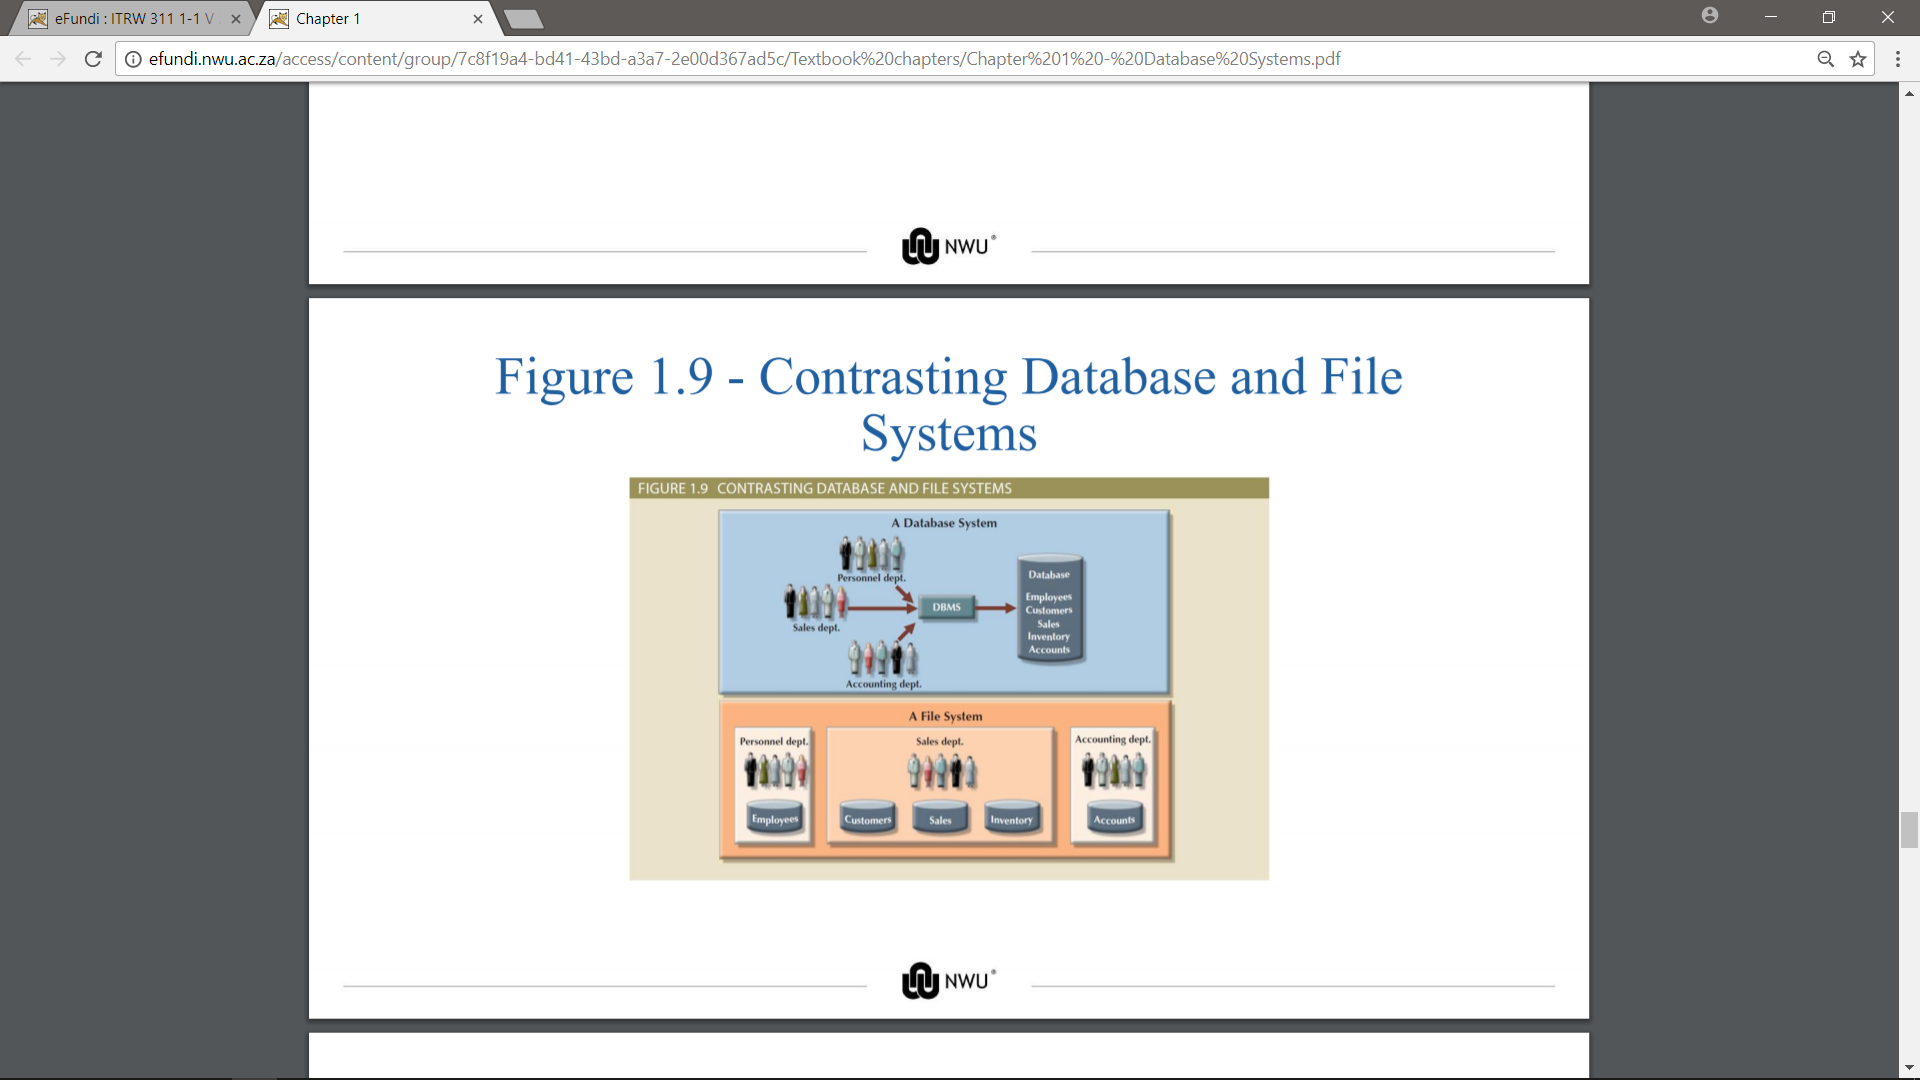 eFundi : ITRW 311 1-1 V
Chapter 1
efundi.nwu.ac.za/access/content/group/7c8f19a4-bd41-43bd-a3a7-2e00d367ad5c/Textbook%20chapters/Chapter%201%20-%20Database%20Systems.pdf
NWU®
Figure 1.9 - Contrasting Database and File
Systems
FIGURE 1.9 CONTRASTING DATABASE AND FILE SYSTEMS
A Database System
Personnel dept.
Sales dept.
Accounting dept.
DBMS
Database
Employees
Customers
Sales
Inventory
Accounts
A File System
Personnel dept.
Employees
Sales dept.
Customers
Sales
Inventory
Accounting dept.
Accounts
NWU®